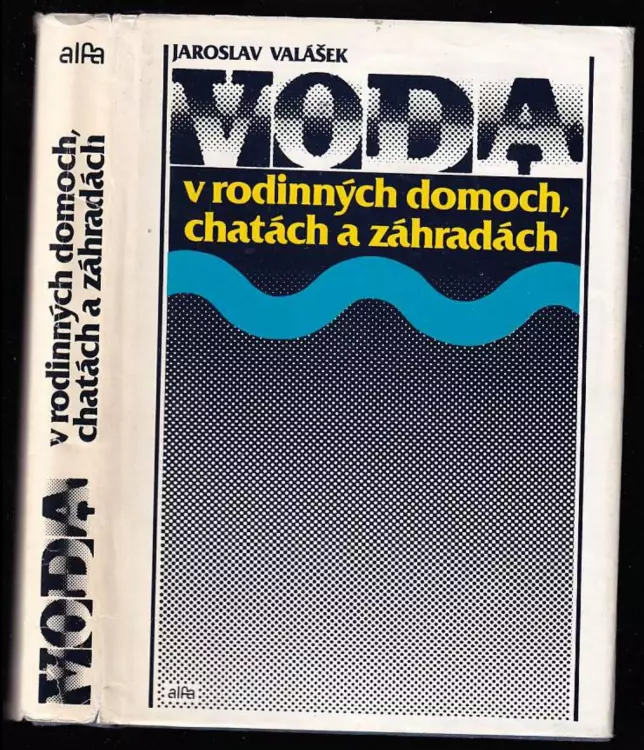 alfa
v rodinných domoch,
chatách a záhradách
VODA
JAROSLAV VALÁŠEK
VODA
v rodinných domoch,
chatách a záhradách
alfa